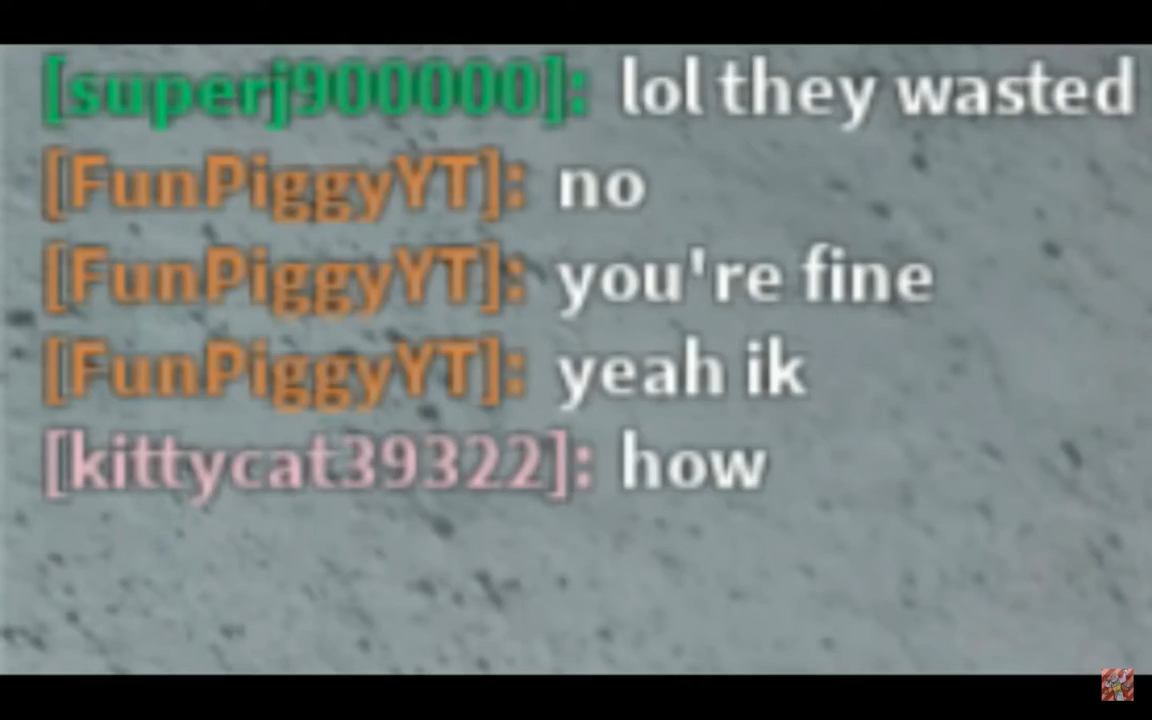 [superj900000]: lol they wasted
[FunPiggyYT]: no
[FunPiggyYT]: you're fine
[FunPiggyYT]: yeah ik
[kittycat39322]: how